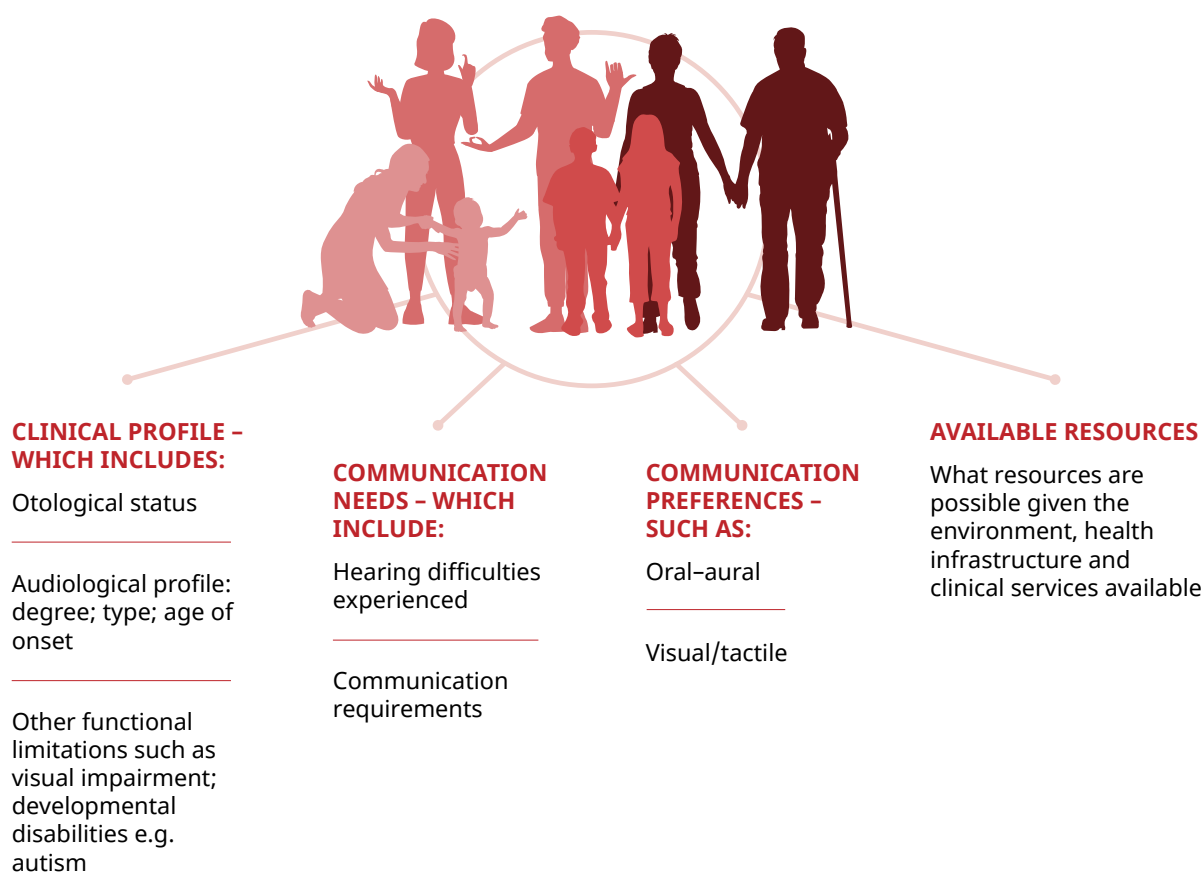 CLINICAL PROFILE –
WHICH INCLUDES:
Otological status
Audiological profile:
degree; type; age of
onset
Other functional
limitations such as
visual impairment;
developmental
disabilities e.g.
autism
COMMUNICATION
NEEDS – WHICH
INCLUDE:
Hearing difficulties
experienced
Communication
requirements
COMMUNICATION
PREFERENCES –
SUCH AS:
Oral–aural
Visual/tactile
AVAILABLE RESOURCES
What resources are
possible given the
environment, health
infrastructure and
clinical services available